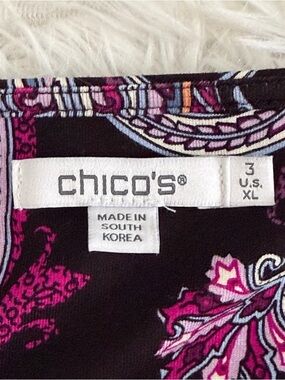 chico's®
3
U.S.
XL
MADE IN
SOUTH
KOREA